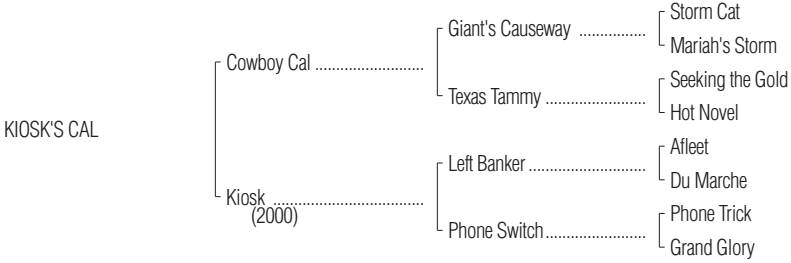 Storm Cat
Giant's Causeway ................
Mariah's Storm
Cowboy Cal ..........................
Seeking the Gold
Texas Tammy ........................
Hot Novel
KIOSK'S CAL
Afleet
Left Banker ............................
Du Marche
Kiosk ....................................
(2000)
Phone Trick
Phone Switch........................
Grand Glory